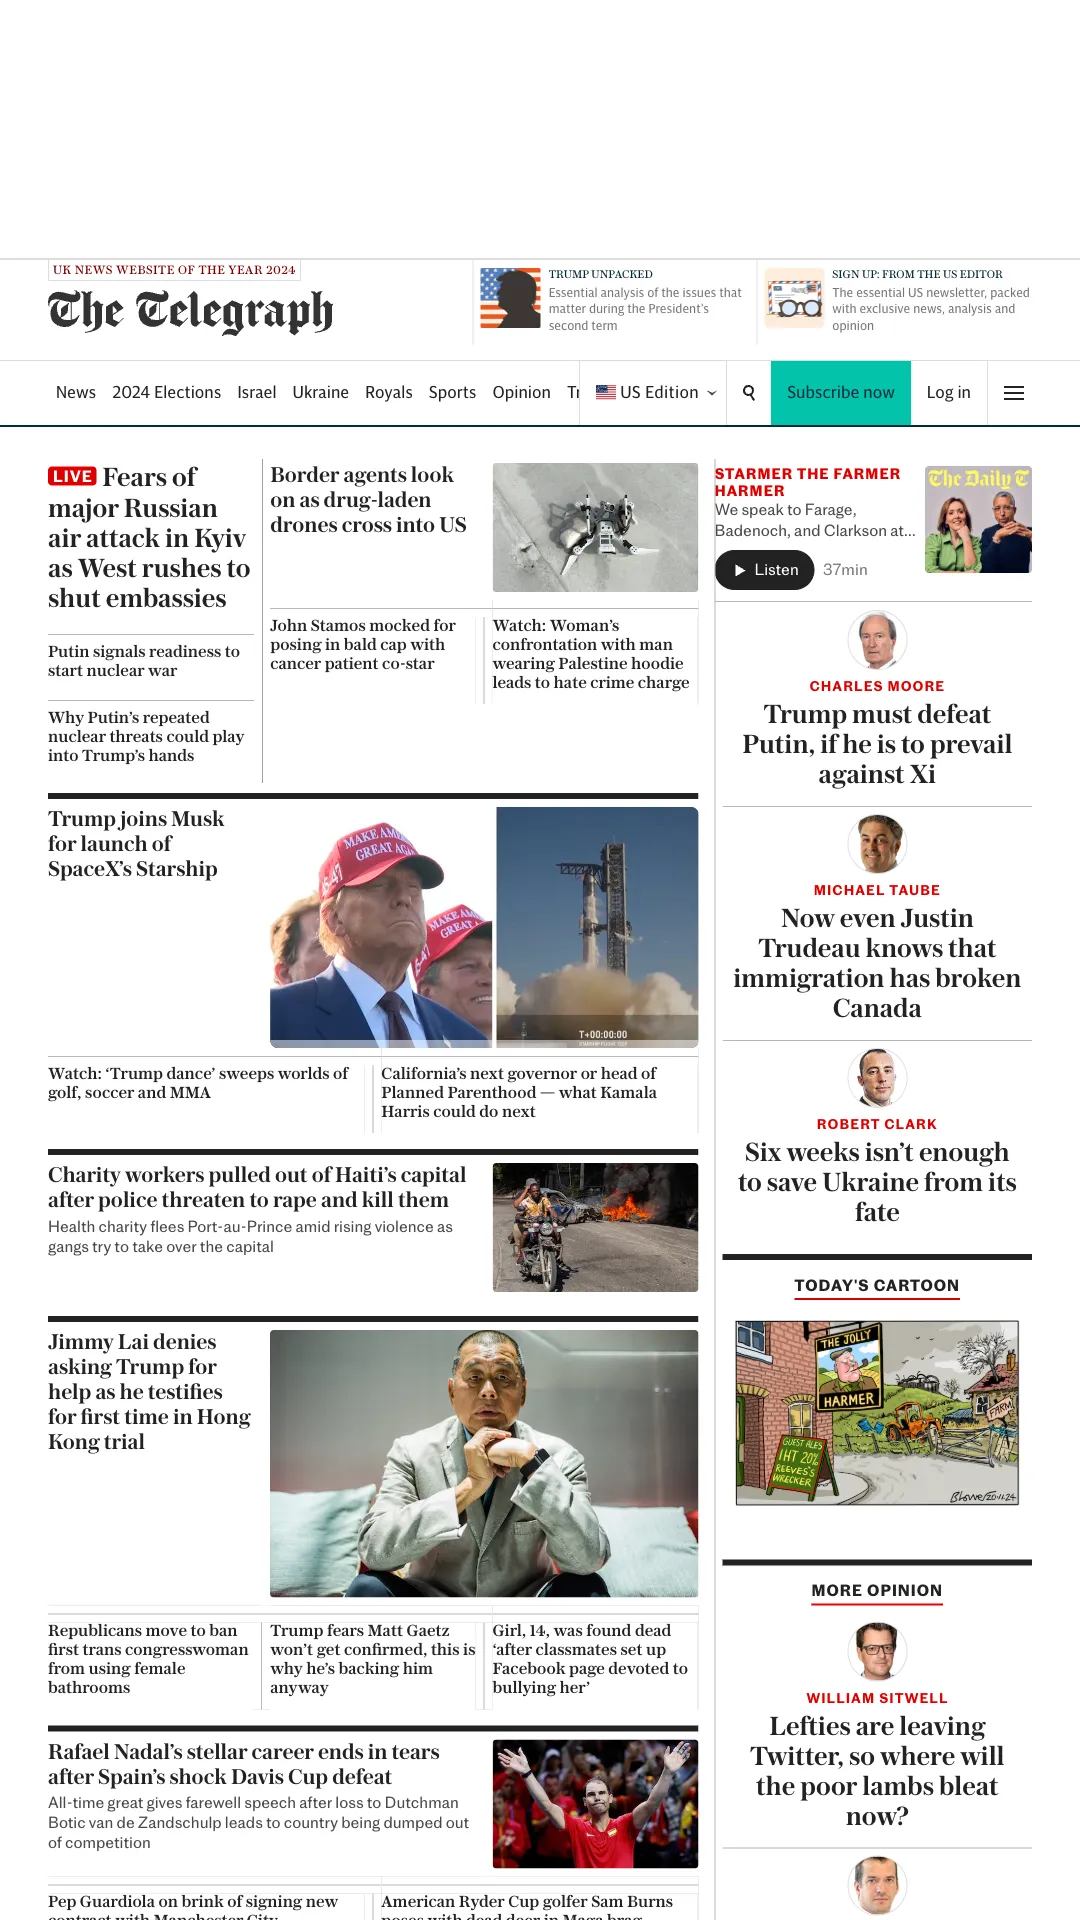 UK NEWS WEBSITE OF THE YEAR 2024
The Telegraph
TRUMP UNPACKED
Essential analysis of the issues that
matter during the President's
second term
SIGN UP: FROM THE US EDITOR
The essential US newsletter, packed
with exclusive news, analysis and
opinion
News 2024 Elections Israel Ukraine Royals Sports Opinion
US Edition
Subscribe now
Log in
LIVE Fears of
major Russian
air attack in Kyiv
as West rushes to
shut embassies
Putin signals readiness to
start nuclear war
Why Putin's repeated
nuclear threats could play
into Trump's hands
Border agents look
on as drug-laden
drones cross into US
John Stamos mocked for
posing in bald cap with
cancer patient co-star
Watch: Woman's
confrontation with man
wearing Palestine hoodie
leads to hate crime charge
Trump joins Musk
for launch of
SpaceX's Starship
MAKE AM
GREAT AGA
45-47
MAKE AM
GREAT
T+00:00:00
Watch: 'Trump dance' sweeps worlds of
golf, soccer and MMA
California's next governor or head of
Planned Parenthood — what Kamala
Harris could do next
Charity workers pulled out of Haiti's capital
after police threaten to rape and kill them
Health charity flees Port-au-Prince amid rising violence as
gangs try to take over the capital
Jimmy Lai denies
asking Trump for
help as he testifies
for first time in Hong
Kong trial
Republicans move to ban
first trans congresswoman
from using female
bathrooms
Trump fears Matt Gaetz
won't get confirmed, this is
why he's backing him
anyway
Girl, 14, was found dead
'after classmates set up
Facebook page devoted to
bullying her'
Rafael Nadal's stellar career ends in tears
after Spain's shock Davis Cup defeat
All-time great gives farewell speech after loss to Dutchman
Botic van de Zandschulp leads to country being dumped out
of competition
Pep Guardiola on brink of signing new
contract with Manchester City
American Ryder Cup golfer Sam Burns
poses with dead deer in Maga brag
STARMER THE FARMER
HARMER
We speak to Farage,
Badenoch, and Clarkson at...
Listen 37min
The Daily T
CHARLES MOORE
Trump must defeat
Putin, if he is to prevail
against Xi
MICHAEL TAUBE
Now even Justin
Trudeau knows that
immigration has broken
Canada
ROBERT CLARK
Six weeks isn't enough
to save Ukraine from its
fate
TODAY'S CARTOON
THE JOLLY
HARMER
FARM
GUEST ALES
IHT 20%
REEVES'S
WRECKER
Blower 20.11.24
MORE OPINION
WILLIAM SITWELL
Lefties are leaving
Twitter, so where will
the poor lambs bleat
now?